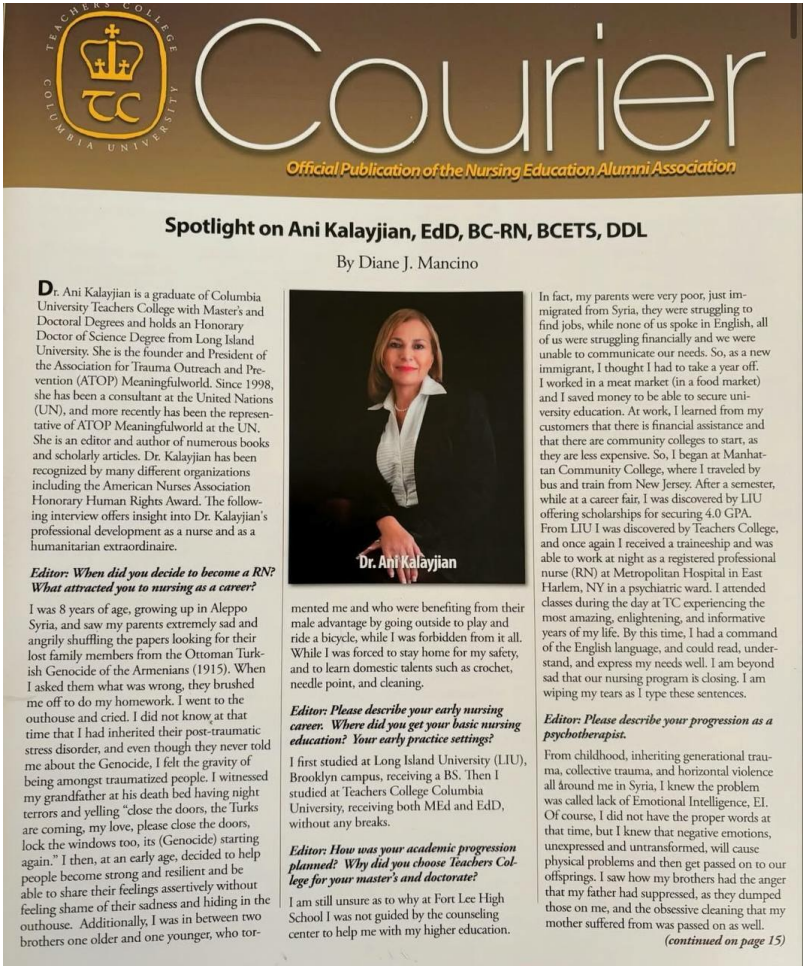 TEACHERS COLLEGE
COLUMBIA UNIVERSITY
TC
Courier
Official Publication of the Nursing Education Alumni Association
Spotlight on Ani Kalayjian, EdD, BC-RN, BCETS, DDL
By Diane J. Mancino
Dr. Ani Kalayjian is a graduate of Columbia
University Teachers College with Master's and
Doctoral Degrees and holds an Honorary
Doctor of Science Degree from Long Island
University. She is the founder and President of
the Association for Trauma Outreach and Pre-
vention (ATOP) Meaningfulworld. Since 1998,
she has been a consultant at the United Nations
(UN), and more recently has been the represen-
tative of ATOP Meaningfulworld at the UN.
She is an editor and author of numerous books
and scholarly articles. Dr. Kalayjian has been
recognized by many different organizations
including the American Nurses Association
Honorary Human Rights Award. The follow-
ing interview offers insight into Dr. Kalayjian's
professional development as a nurse and as a
humanitarian extraordinaire.
Editor: When did you decide to become a RN?
What attracted you to nursing as a career?
I was 8 years of age, growing up in Aleppo
Syria, and saw my parents extremely sad and
angrily shuffling the papers looking for their
lost family members from the Ottoman Turk-
ish Genocide of the Armenians (1915). When
I asked them what was wrong, they brushed
me off to do my homework. I went to the
outhouse and cried. I did not know at that
time that I had inherited their post-traumatic
stress disorder, and even though they never told
me about the Genocide, I felt the gravity of
being amongst traumatized people. I witnessed
my grandfather at his death bed having night
terrors and yelling “close the doors, the Turks
are coming, my love, please close the doors,
lock the windows too, its (Genocide) starting
again.” I then, at an early age, decided to help
people become strong and resilient and be
able to share their feelings assertively without
feeling shame of their sadness and hiding in the
outhouse. Additionally, I was in between two
brothers one older and one younger, who tor-
Dr. Ani Kalayjian
mented me and who were benefiting from their
male advantage by going outside to play and
ride a bicycle, while I was forbidden from it all.
While I was forced to stay home for my safety,
and to learn domestic talents such as crochet,
needle point, and cleaning.
Editor: Please describe your early nursing
career. Where did you get your basic nursing
education? Your early practice settings?
I first studied at Long Island University (LIU),
Brooklyn campus, receiving a BS. Then I
studied at Teachers College Columbia
University, receiving both MEd and EdD,
without any breaks.
Editor: How was your academic progression
planned? Why did you choose Teachers Col-
lege for your master's and doctorate?
I am still unsure as to why at Fort Lee High
School I was not guided by the counseling
center to help me with my higher education.
In fact, my parents were very poor, just im-
migrated from Syria, they were struggling to
find jobs, while none of us spoke in English, all
of us were struggling financially and we were
unable to communicate our needs. So, as a new
immigrant, I thought I had to take a year off.
I worked in a meat market (in a food market)
and I saved money to be able to secure uni-
versity education. At work, I learned from my
customers that there is financial assistance and
that there are community colleges to start, as
they are less expensive. So, I began at Manhat-
tan Community College, where I traveled by
bus and train from New Jersey. After a semester,
while at a career fair, I was discovered by LIU
offering scholarships for securing 4.0 GPA.
From LIU I was discovered by Teachers College,
and once again I received a traineeship and was
able to work at night as a registered professional
nurse (RN) at Metropolitan Hospital in East
Harlem, NY in a psychiatric ward. I attended
classes during the day at TC experiencing the
most amazing, enlightening, and informative
years of my life. By this time, I had a command
of the English language, and could read, under-
stand, and express my needs well. I am beyond
sad that our nursing program is closing. I am
wiping my tears as I type these sentences.
Editor: Please describe your progression as a
psychotherapist.
From childhood, inheriting generational trau-
ma, collective trauma, and horizontal violence
all around me in Syria, I knew the problem
was called lack of Emotional Intelligence, EI.
Of course, I did not have the proper words at
that time, but I knew that negative emotions,
unexpressed and untransformed, will cause
physical problems and then get passed on to our
offsprings. I saw how my brothers had the anger
that my father had suppressed, as they dumped
those on me, and the obsessive cleaning that my
mother suffered from was passed on as well.
(continued on page 15)